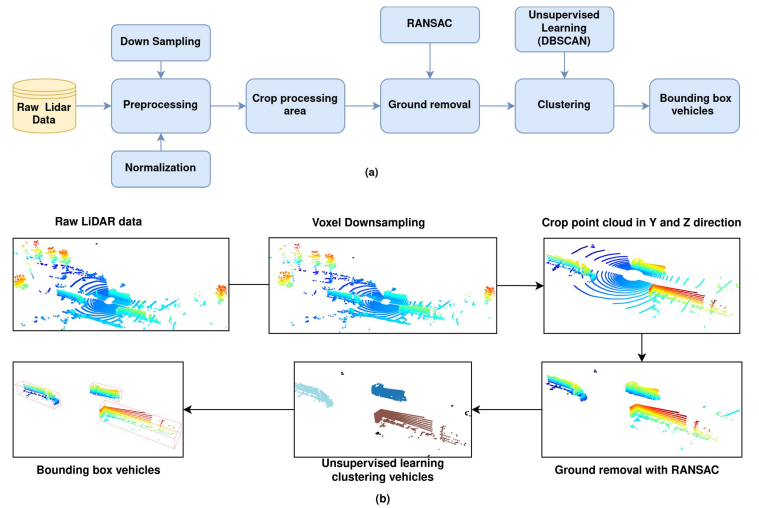 Down Sampling
RANSAC
Unsupervised
Learning
(DBSCAN)
Raw Lidar
Data
Preprocessing
Crop processing
area
Ground removal
Clustering
Bounding box
vehicles
Normalization
(a)
Raw LiDAR data
Voxel Downsampling
Crop point cloud in Y and Z direction
Bounding box vehicles
Unsupervised learning
clustering vehicles
Ground removal with RANSAC
(b)